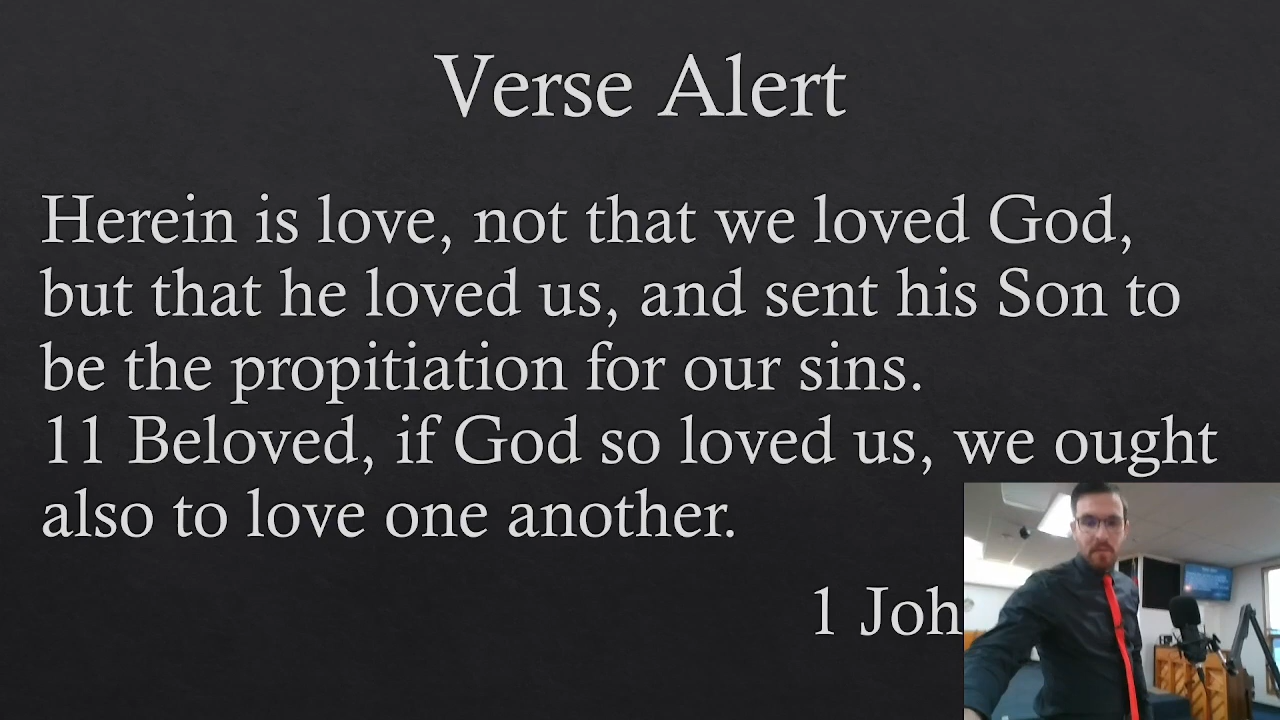 Verse Alert
Herein is love, not that we loved God,
but that he loved us, and sent his Son to
be the propitiation for our sins.
11 Beloved, if God so loved us, we ought
also to love one another.
1 Joh